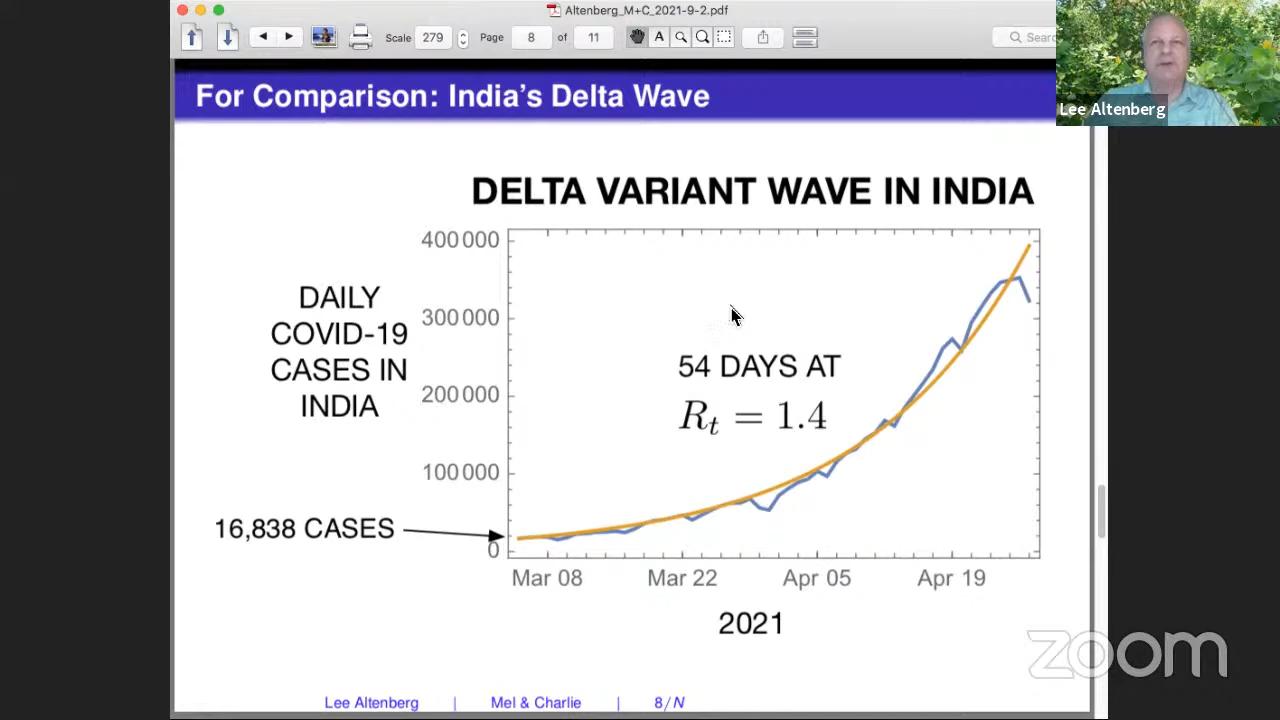 Altenberg_M+C_2021-9-2.pdf
Scale 279 Page 8 of 11
A
Sear
Lee Altenberg
For Comparison: India's Delta Wave
DELTA VARIANT WAVE IN INDIA
400 000
300 000
200 000
100 000
0
DAILY
COVID-19
CASES IN
INDIA
54 DAYS AT
Rt = 1.4
16,838 CASES
Mar 08 Mar 22 Apr 05 Apr 19
2021
zoom
Lee Altenberg | Mel & Charlie | 8/N